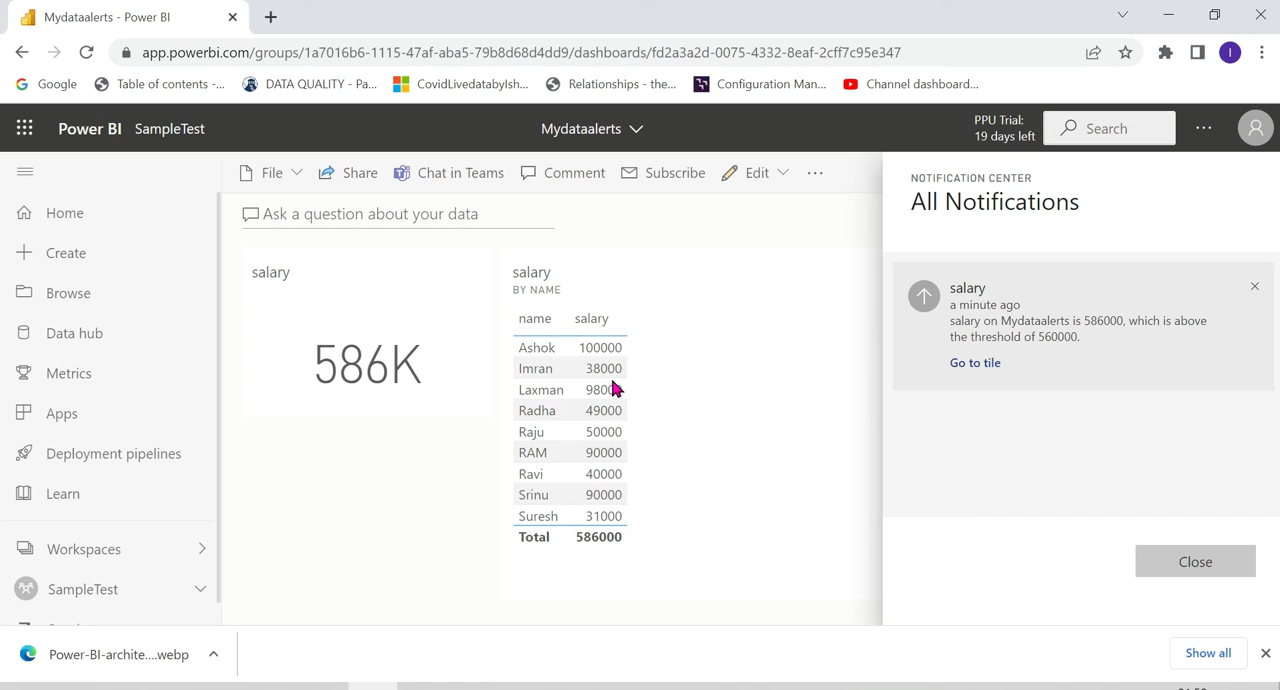 Mydataalerts - Power BI
app.powerbi.com/groups/1a7016b6-1115-47af-aba5-79b8d68d4dd9/dashboards/fd2a3a2d-0075-4332-8eaf-2cff7c95e347
I
Google
Table of contents -...
DATA QUALITY - Pa...
CovidLivedatabyIsh...
Relationships - the...
Configuration Man...
Channel dashboard...
Power BI SampleTest
Mydataalerts
PPU Trial:
19 days left
Search
File
Share
Chat in Teams
Comment
Subscribe
Edit
Home
Create
Browse
Data hub
Metrics
Apps
Deployment pipelines
Learn
Workspaces
SampleTest
Ask a question about your data
salary
586K
salary
BY NAME
name salary
Ashok 100000
Imran 38000
Laxman
Radha 49000
Raju 50000
RAM 90000
Ravi 40000
Srinu 90000
Suresh 31000
Total 586000
NOTIFICATION CENTER
All Notifications
salary
a minute ago
salary on Mydataalerts is 586000, which is above
the threshold of 560000.
Go to tile
Close
Power-BI-archite....webp
Show all